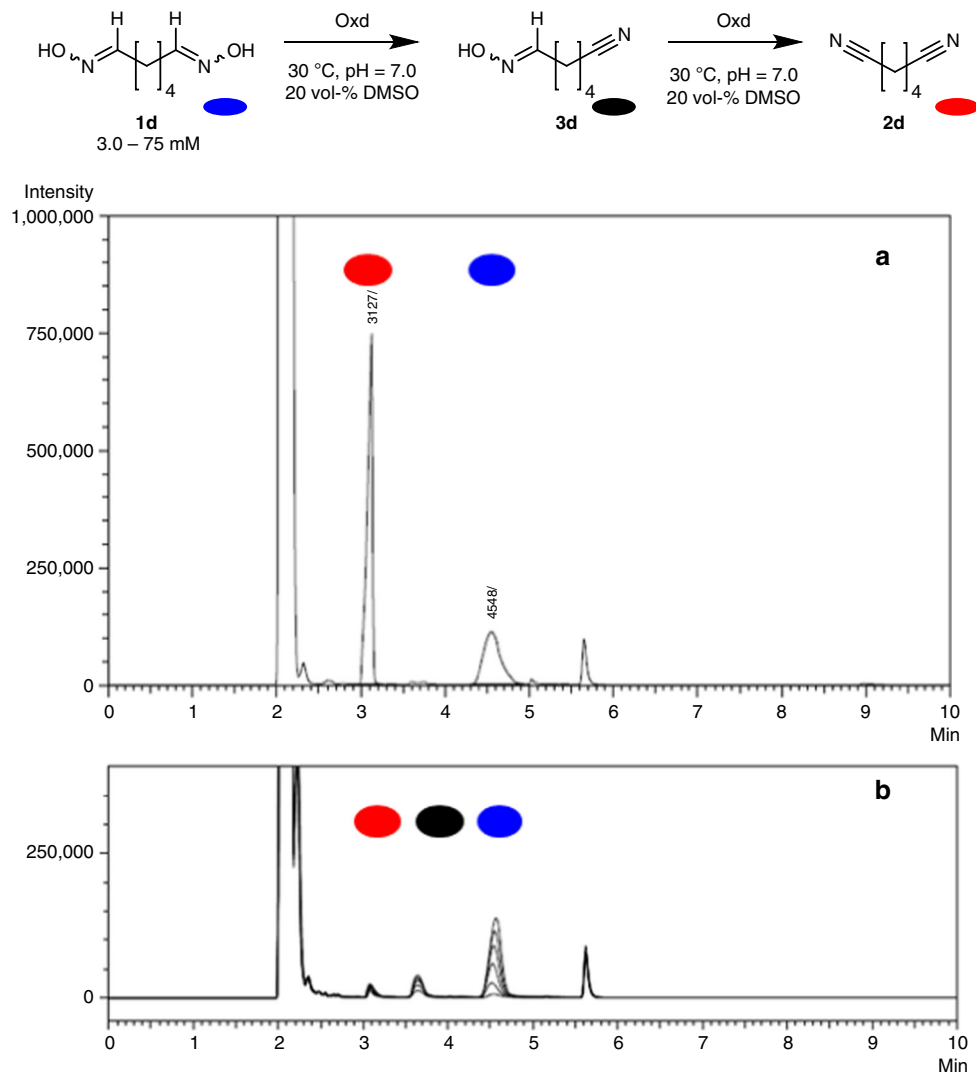 H H H
Oxd Oxd
HO N N OH HO N N N N
4 30 °C, pH = 7.0 4 30 °C, pH = 7.0 4
20 vol-% DMSO 20 vol-% DMSO
1d 3d 2d
3.0 – 75 mM
Intensity
1,000,000
a
3127/
750,000
500,000
4548/
250,000
0
0 1 2 3 4 5 6 7 8 9 10
Min
b
250,000
0
0 1 2 3 4 5 6 7 8 9 10
Min